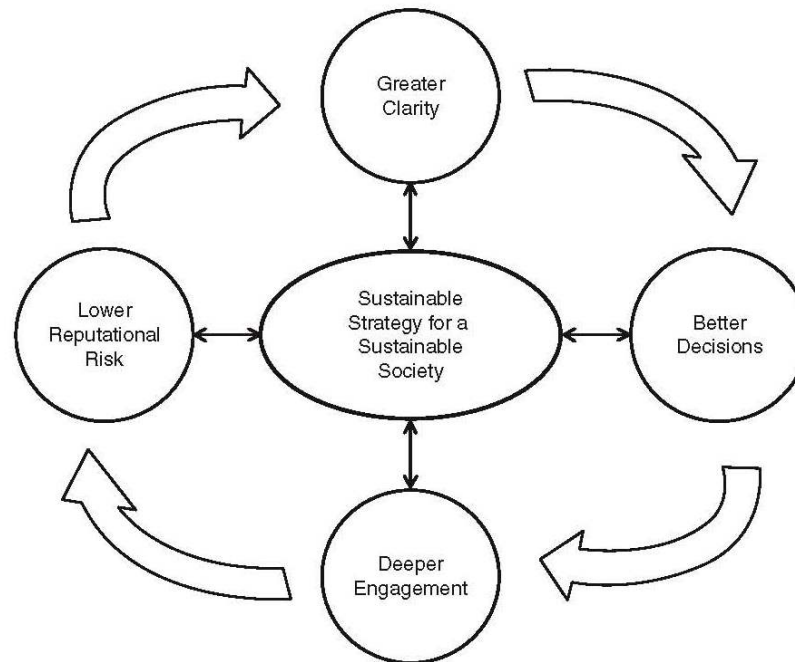 Greater
Clarity
Lower
Reputational
Risk
Sustainable
Strategy for a
Sustainable
Society
Better
Decisions
Deeper
Engagement